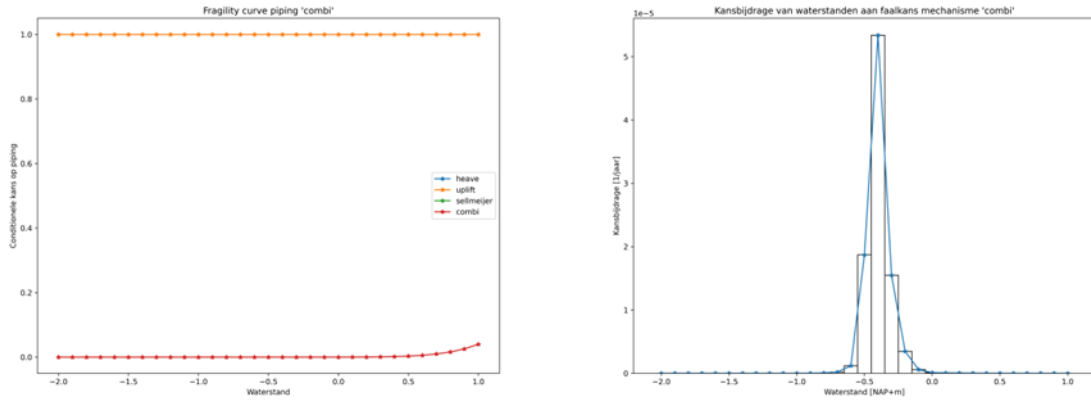 Fragility curve piping 'combi'
1.0
0.8
0.6
0.4
0.2
0.0
Conditionele kans op piping
heave
uplift
sellmeijer
combi
-2.0 -1.5 -1.0 -0.5 0.0 0.5 1.0
Waterstand
Kansbijdrage van waterstanden aan faalkans mechanisme 'combi'
1e-5
5
4
3
2
1
0
Kansbijdrage [1/jaar]
-2.0 -1.5 -1.0 -0.5 0.0 0.5 1.0
Waterstand [NAP+m]